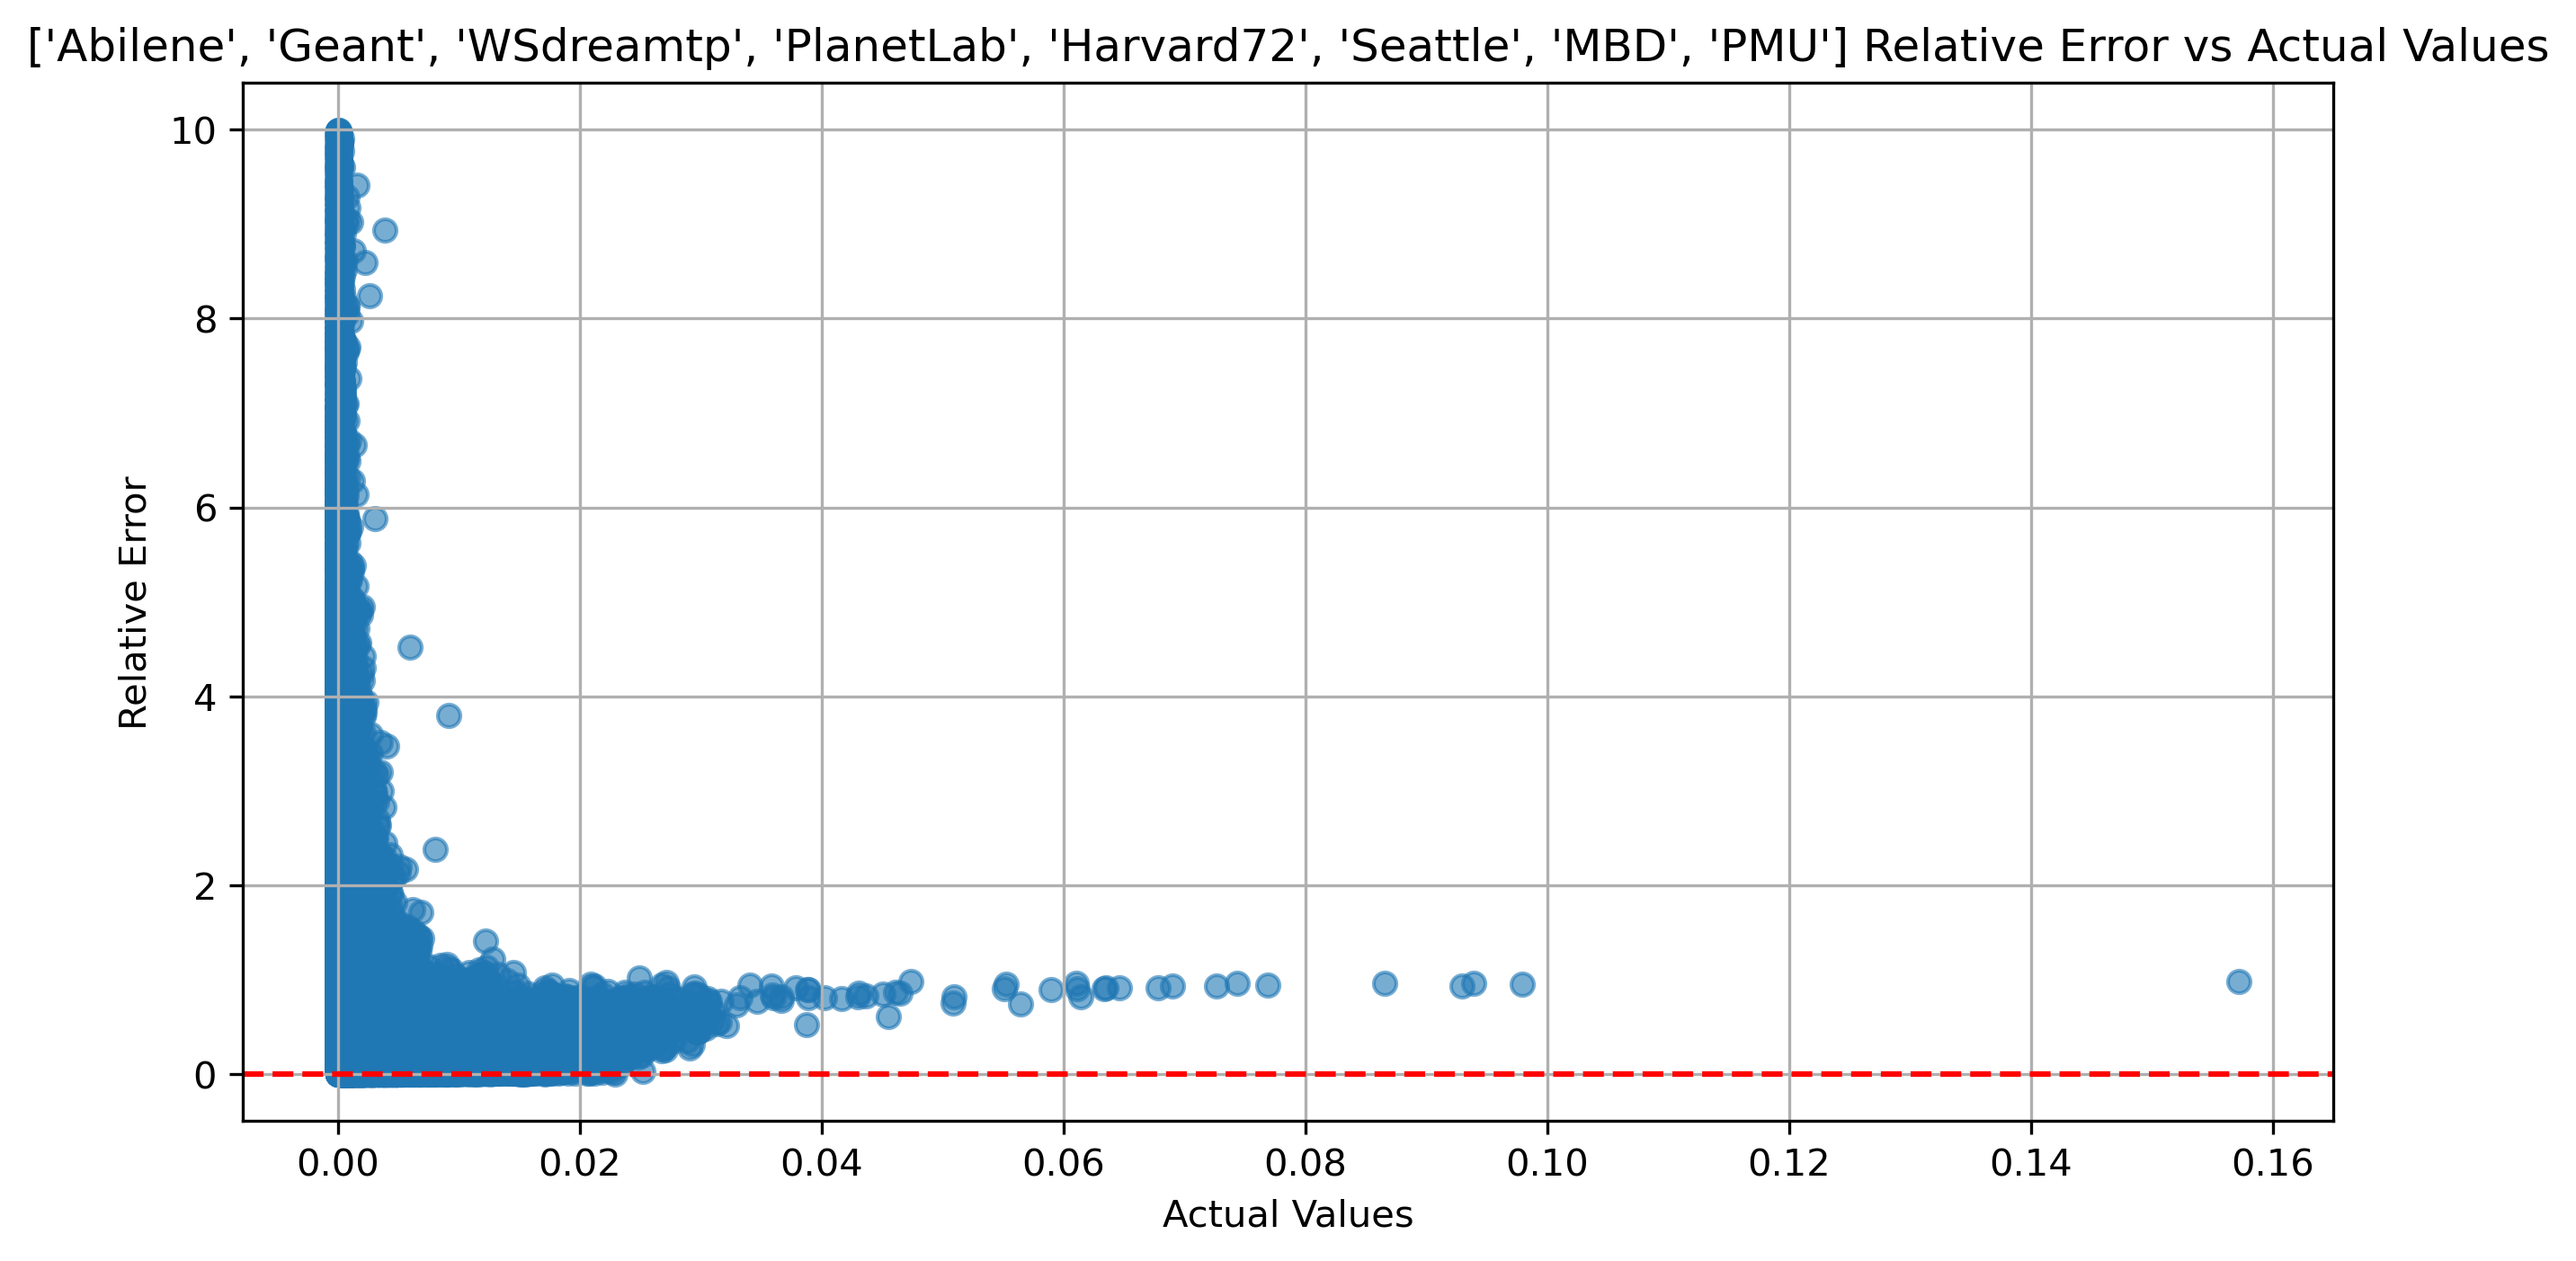 ['Abilene', 'Geant', 'WSdreamtp', 'PlanetLab', 'Harvard72', 'Seattle', 'MBD', 'PMU'] Relative Error vs Actual Values
10
8
6
4
2
0
Relative Error
0.00 0.02 0.04 0.06 0.08 0.10 0.12 0.14 0.16
Actual Values